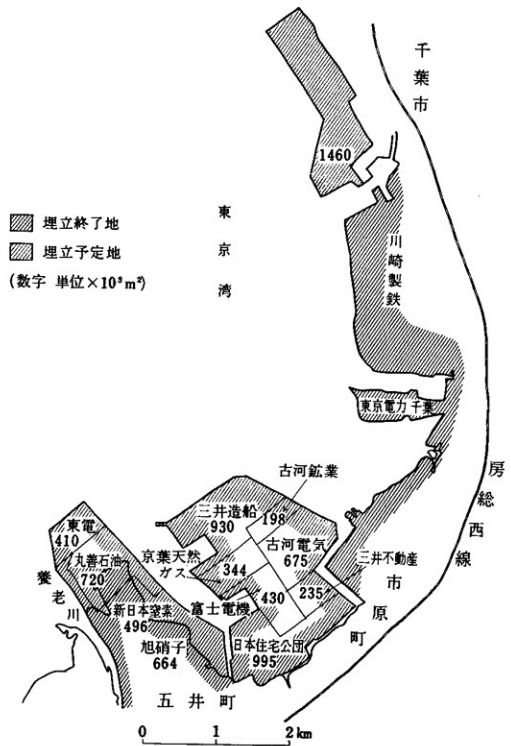 千葉市
1460
埋立終了地
埋立予定地
(数字 単位×10³m²)
東京湾
川崎製鉄
東京電力 千葉
房総西線
古河鉱業
三井造船
930
198
古河電気
675
三井不動産
京葉天然
ガス
344
235
市原町
富士電機
430
日本住宅公団
995
東電
410
丸善石油
720
養老川
新日本窒素
496
旭硝子
664
五井町
0 1 2 km